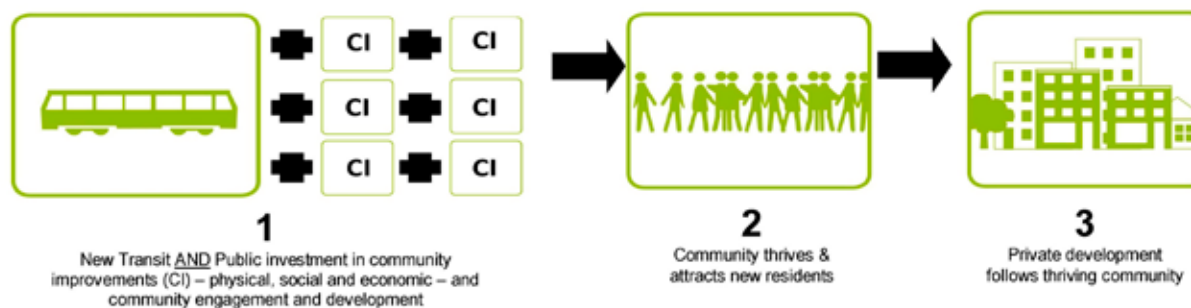 CI CI
CI CI
CI CI
1
New Transit AND Public investment in community
improvements (CI) – physical, social and economic – and
community engagement and development
2
Community thrives &
attracts new residents
3
Private development
follows thriving community